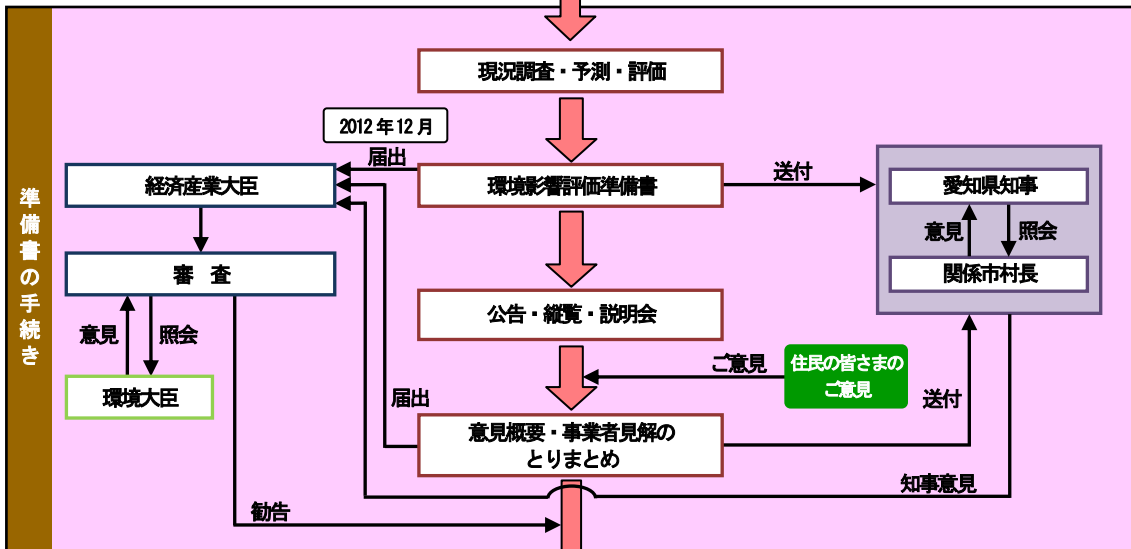 準備書の手続き
現況調査・予測・評価
2012年12月
届出
経済産業大臣
環境影響評価準備書
送付
愛知県知事
意見
照会
関係市村長
審　査
公告・縦覧・説明会
意見
照会
環境大臣
ご意見
住民の皆さまの
ご意見
届出
送付
意見概要・事業者見解の
とりまとめ
知事意見
勧告